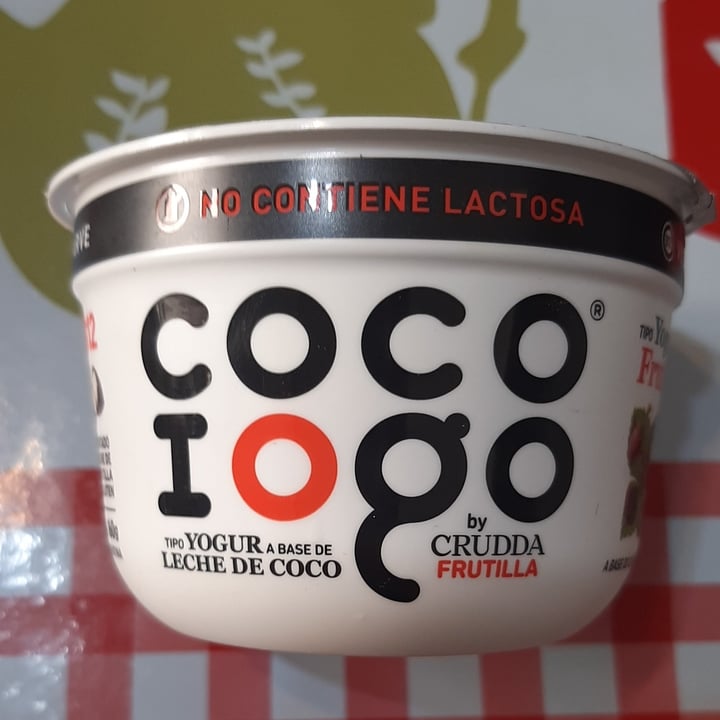 NO CONTIENE LACTOSA
COCO®
IOgO
by
CRUDDA
FRUTILLA
TIPO YOGUR A BASE DE
LECHE DE COCO
TIPO